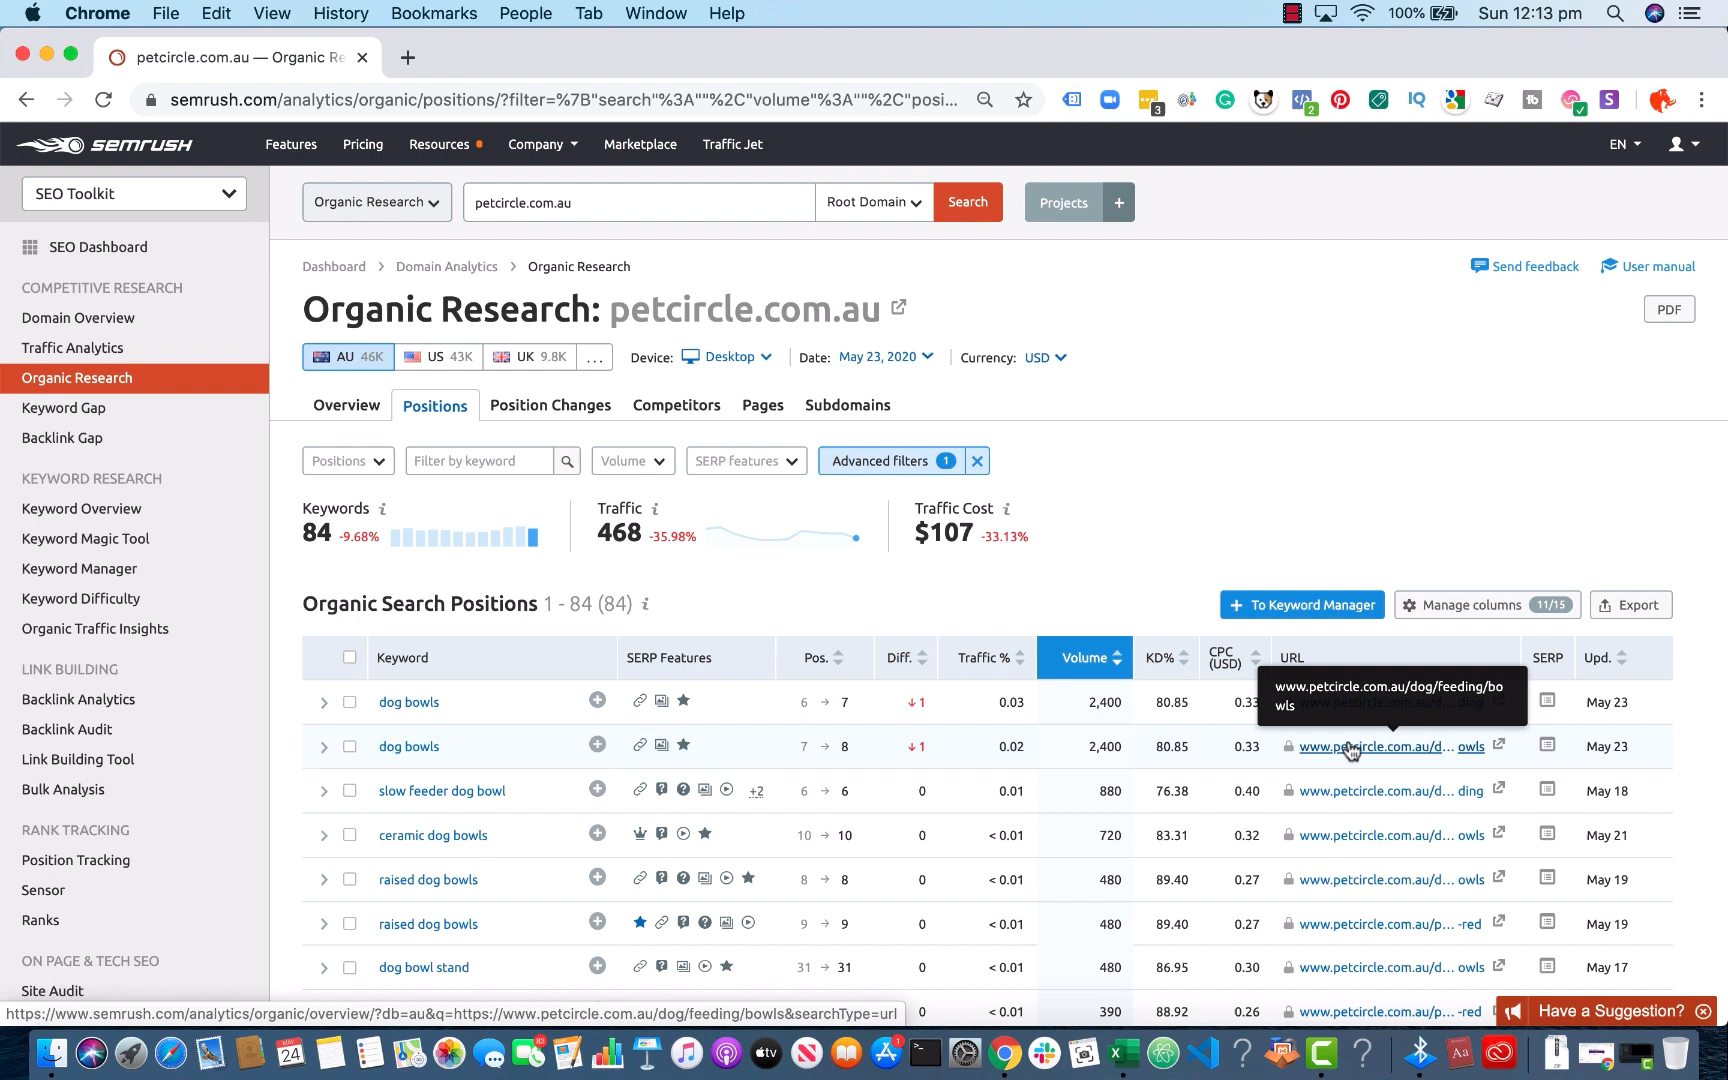 Chrome File Edit View History Bookmarks People Tab Window Help 100% Sun 12:13 pm
petcircle.com.au — Organic Re
semrush.com/analytics/organic/positions/?filter=%7B"search"%3A""%2C"volume"%3A""%2C"posi... 3 2 IQ tb S
semrush Features Pricing Resources Company Marketplace Traffic Jet EN
SEO Toolkit
Organic Research petcircle.com.au Root Domain Search Projects +
SEO Dashboard
COMPETITIVE RESEARCH
Domain Overview
Traffic Analytics
Organic Research
Keyword Gap
Backlink Gap
KEYWORD RESEARCH
Keyword Overview
Keyword Magic Tool
Keyword Manager
Keyword Difficulty
Organic Traffic Insights
LINK BUILDING
Backlink Analytics
Backlink Audit
Link Building Tool
Bulk Analysis
RANK TRACKING
Position Tracking
Sensor
Ranks
ON PAGE & TECH SEO
Site Audit
Dashboard > Domain Analytics > Organic Research Send feedback User manual
Organic Research: petcircle.com.au PDF
AU 46K US 43K UK 9.8K ... Device: Desktop Date: May 23, 2020 Currency: USD
Overview Positions Position Changes Competitors Pages Subdomains
Positions Filter by keyword Volume SERP features Advanced filters 1
Keywords i Traffic i Traffic Cost i
84 -9.68% 468 -35.98% $107 -33.13%
Organic Search Positions 1 - 84 (84) i + To Keyword Manager Manage columns 11/15 Export
Keyword SERP Features Pos. Diff. Traffic % Volume KD% CPC (USD) URL SERP Upd.
www.petcircle.com.au/dog/feeding/bo
wls
dog bowls 6 → 7 ↓1 0.03 2,400 80.85 0.33 May 23
dog bowls 7 → 8 ↓1 0.02 2,400 80.85 0.33 www.petcircle.com.au/d... owls May 23
slow feeder dog bowl +2 6 → 6 0 0.01 880 76.38 0.40 www.petcircle.com.au/d... ding May 18
ceramic dog bowls 10 → 10 0 < 0.01 720 83.31 0.32 www.petcircle.com.au/d... owls May 21
raised dog bowls 8 → 8 0 < 0.01 480 89.40 0.27 www.petcircle.com.au/d... owls May 19
raised dog bowls 9 → 9 0 < 0.01 480 89.40 0.27 www.petcircle.com.au/p... -red May 19
dog bowl stand 31 → 31 0 < 0.01 480 86.95 0.30 www.petcircle.com.au/d... owls May 17
0 < 0.01 390 88.92 0.26 www.petcircle.com.au/p... -red
https://www.semrush.com/analytics/organic/overview/?db=au&q=https://www.petcircle.com.au/dog/feeding/bowls&searchType=url
Have a Suggestion?
24 83 tv 1 Aa